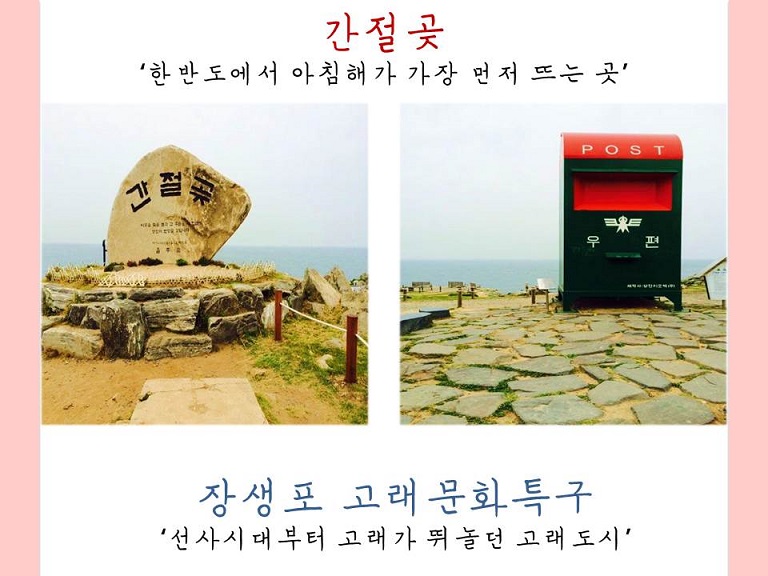 간절곶
‘한반도에서 아침해가 가장 먼저 뜨는 곳’
간절곶
POST
우편
장생포 고래문화특구
‘선사시대부터 고래가 뛰놀던 고래도시’